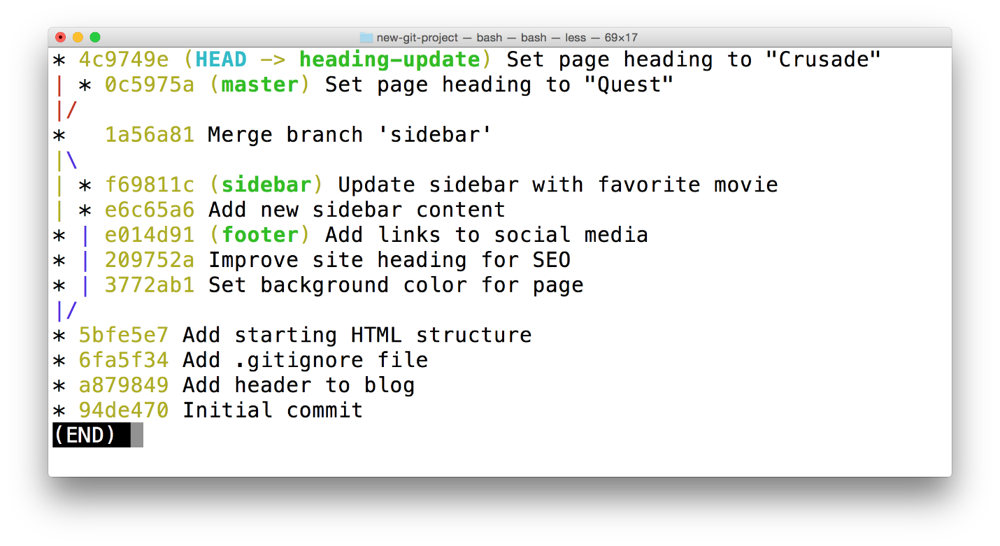 new-git-project — bash — bash — less — 69×17
* 4c9749e (HEAD -> heading-update) Set page heading to "Crusade"
| * 0c5975a (master) Set page heading to "Quest"
|/
*   1a56a81 Merge branch 'sidebar'
|\
| * f69811c (sidebar) Update sidebar with favorite movie
| * e6c65a6 Add new sidebar content
* | e014d91 (footer) Add links to social media
* | 209752a Improve site heading for SEO
* | 3772ab1 Set background color for page
|/
* 5bfe5e7 Add starting HTML structure
* 6fa5f34 Add .gitignore file
* a879849 Add header to blog
* 94de470 Initial commit
(END)